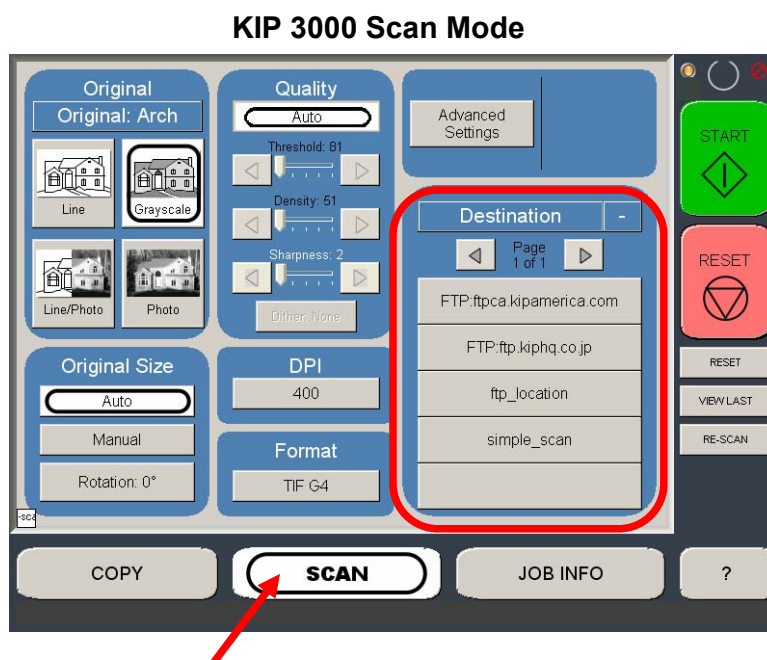 KIP 3000 Scan Mode
Original
Original: Arch
Line
Grayscale
Line/Photo
Photo
Original Size
Auto
Manual
Rotation: 0°
-sca
Quality
Auto
Threshold: 81
Density: 51
Sharpness: 2
Dither: None
DPI
400
Format
TIF G4
Advanced
Settings
Destination -
Page
1 of 1
FTP:ftpca.kipamerica.com
FTP:ftp.kiphq.co.jp
ftp_location
simple_scan
START
RESET
RESET
VIEW LAST
RE-SCAN
COPY
SCAN
JOB INFO
?